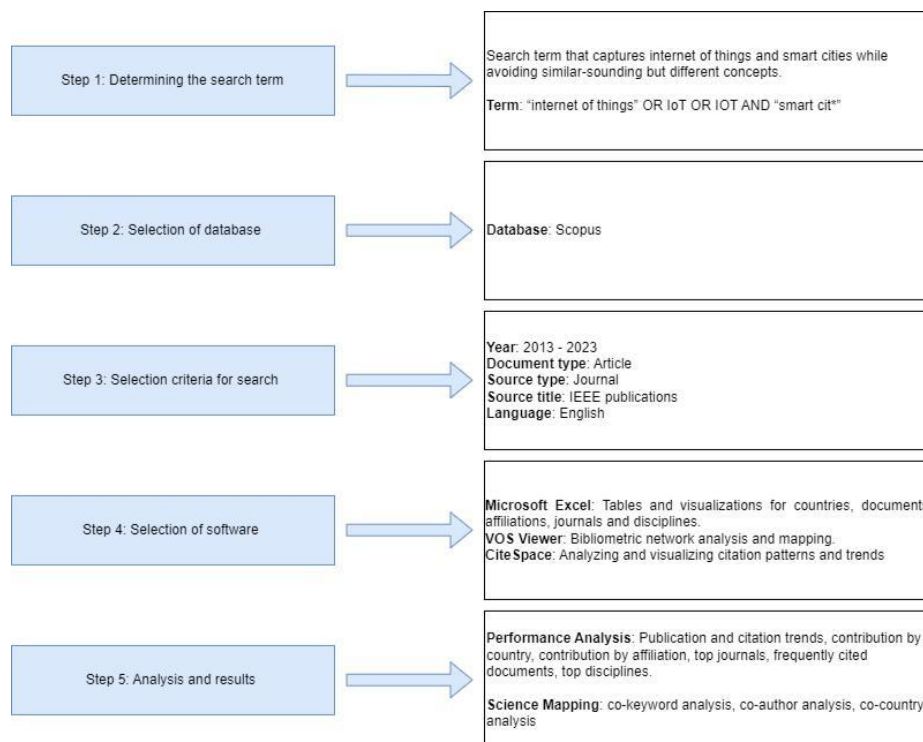 Step 1: Determining the search term
Search term that captures internet of things and smart cities while
avoiding similar-sounding but different concepts.
Term: “internet of things” OR IoT OR IOT AND “smart cit*”
Step 2: Selection of database
Database: Scopus
Step 3: Selection criteria for search
Year: 2013 - 2023
Document type: Article
Source type: Journal
Source title: IEEE publications
Language: English
Step 4: Selection of software
Microsoft Excel: Tables and visualizations for countries, document
affiliations, journals and disciplines.
VOS Viewer: Bibliometric network analysis and mapping.
CiteSpace: Analyzing and visualizing citation patterns and trends
Step 5: Analysis and results
Performance Analysis: Publication and citation trends, contribution by
country, contribution by affiliation, top journals, frequently cited
documents, top disciplines.
Science Mapping: co-keyword analysis, co-author analysis, co-country
analysis